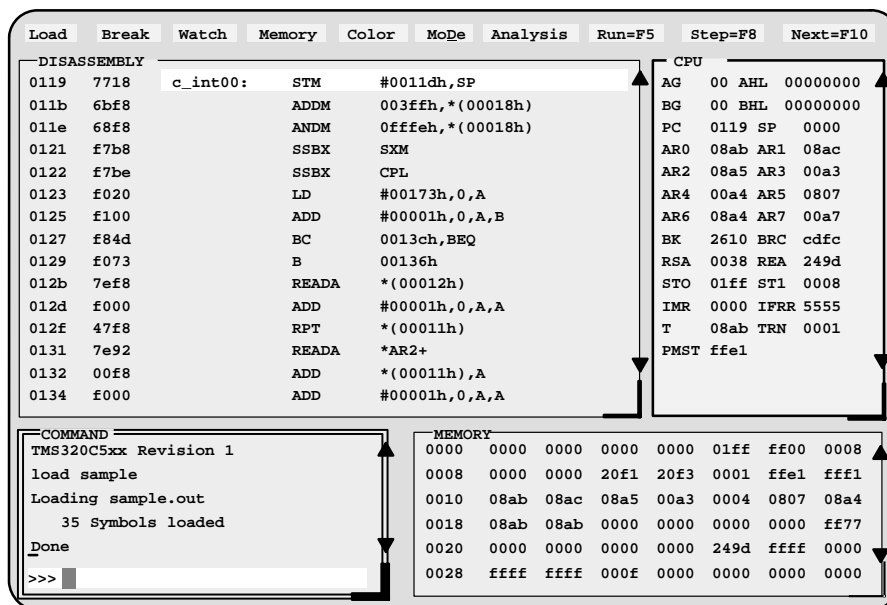 Load Break Watch Memory Color MoDe Analysis Run=F5 Step=F8 Next=F10
DISASSEMBLY
0119 7718 c_int00: STM #0011dh,SP
011b 6bf8 ADDM 003ffh,*(00018h)
011e 68f8 ANDM 0fffeh,*(00018h)
0121 f7b8 SSBX SXM
0122 f7be SSBX CPL
0123 f020 LD #00173h,0,A
0125 f100 ADD #00001h,0,A,B
0127 f84d BC 0013ch,BEQ
0129 f073 B 00136h
012b 7ef8 READA *(00012h)
012d f000 ADD #00001h,0,A,A
012f 47f8 RPT *(00011h)
0131 7e92 READA *AR2+
0132 00f8 ADD *(00011h),A
0134 f000 ADD #00001h,0,A,A
CPU
AG 00 AHL 00000000
BG 00 BHL 00000000
PC 0119 SP 0000
AR0 08ab AR1 08ac
AR2 08a5 AR3 00a3
AR4 00a4 AR5 0807
AR6 08a4 AR7 00a7
BK 2610 BRC cdfc
RSA 0038 REA 249d
STO 01ff ST1 0008
IMR 0000 IFRR 5555
T 08ab TRN 0001
PMST ffe1
COMMAND
TMS320C5xx Revision 1
load sample
Loading sample.out
35 Symbols loaded
Done
>>>
MEMORY
0000 0000 0000 0000 0000 01ff ff00 0008
0008 0000 0000 20f1 20f3 0001 ffe1 fff1
0010 08ab 08ac 08a5 00a3 0004 0807 08a4
0018 08ab 08ab 0000 0000 0000 0000 ff77
0020 0000 0000 0000 0000 249d ffff 0000
0028 ffff ffff 000f 0000 0000 0000 0000